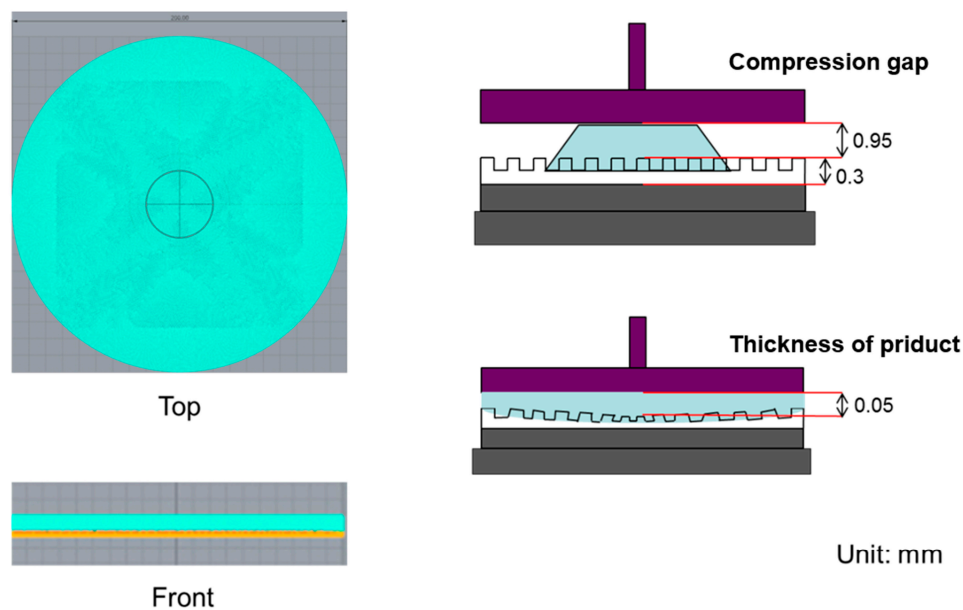 Compression gap
0.95
0.3
Top
Thickness of priduct
0.05
Front
Unit: mm